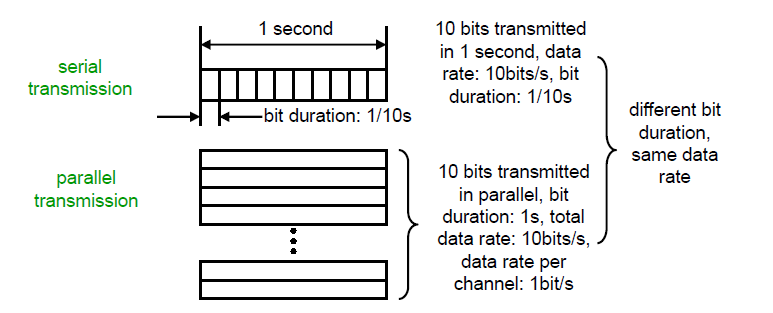 1 second
serial
transmission
bit duration: 1/10s
10 bits transmitted
in 1 second, data
rate: 10bits/s, bit
duration: 1/10s
parallel
transmission
10 bits transmitted
in parallel, bit
duration: 1s, total
data rate: 10bits/s,
data rate per
channel: 1bit/s
different bit
duration,
same data
rate